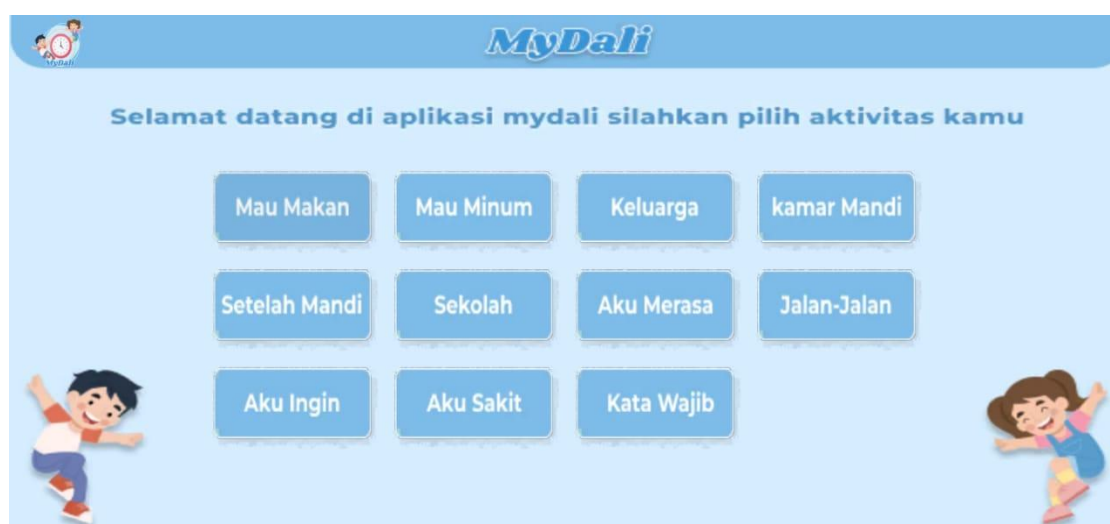 MyDali
MyDali
Selamat datang di aplikasi mydali silahkan pilih aktivitas kamu
Mau Makan
Mau Minum
Keluarga
kamar Mandi
Setelah Mandi
Sekolah
Aku Merasa
Jalan-Jalan
Aku Ingin
Aku Sakit
Kata Wajib